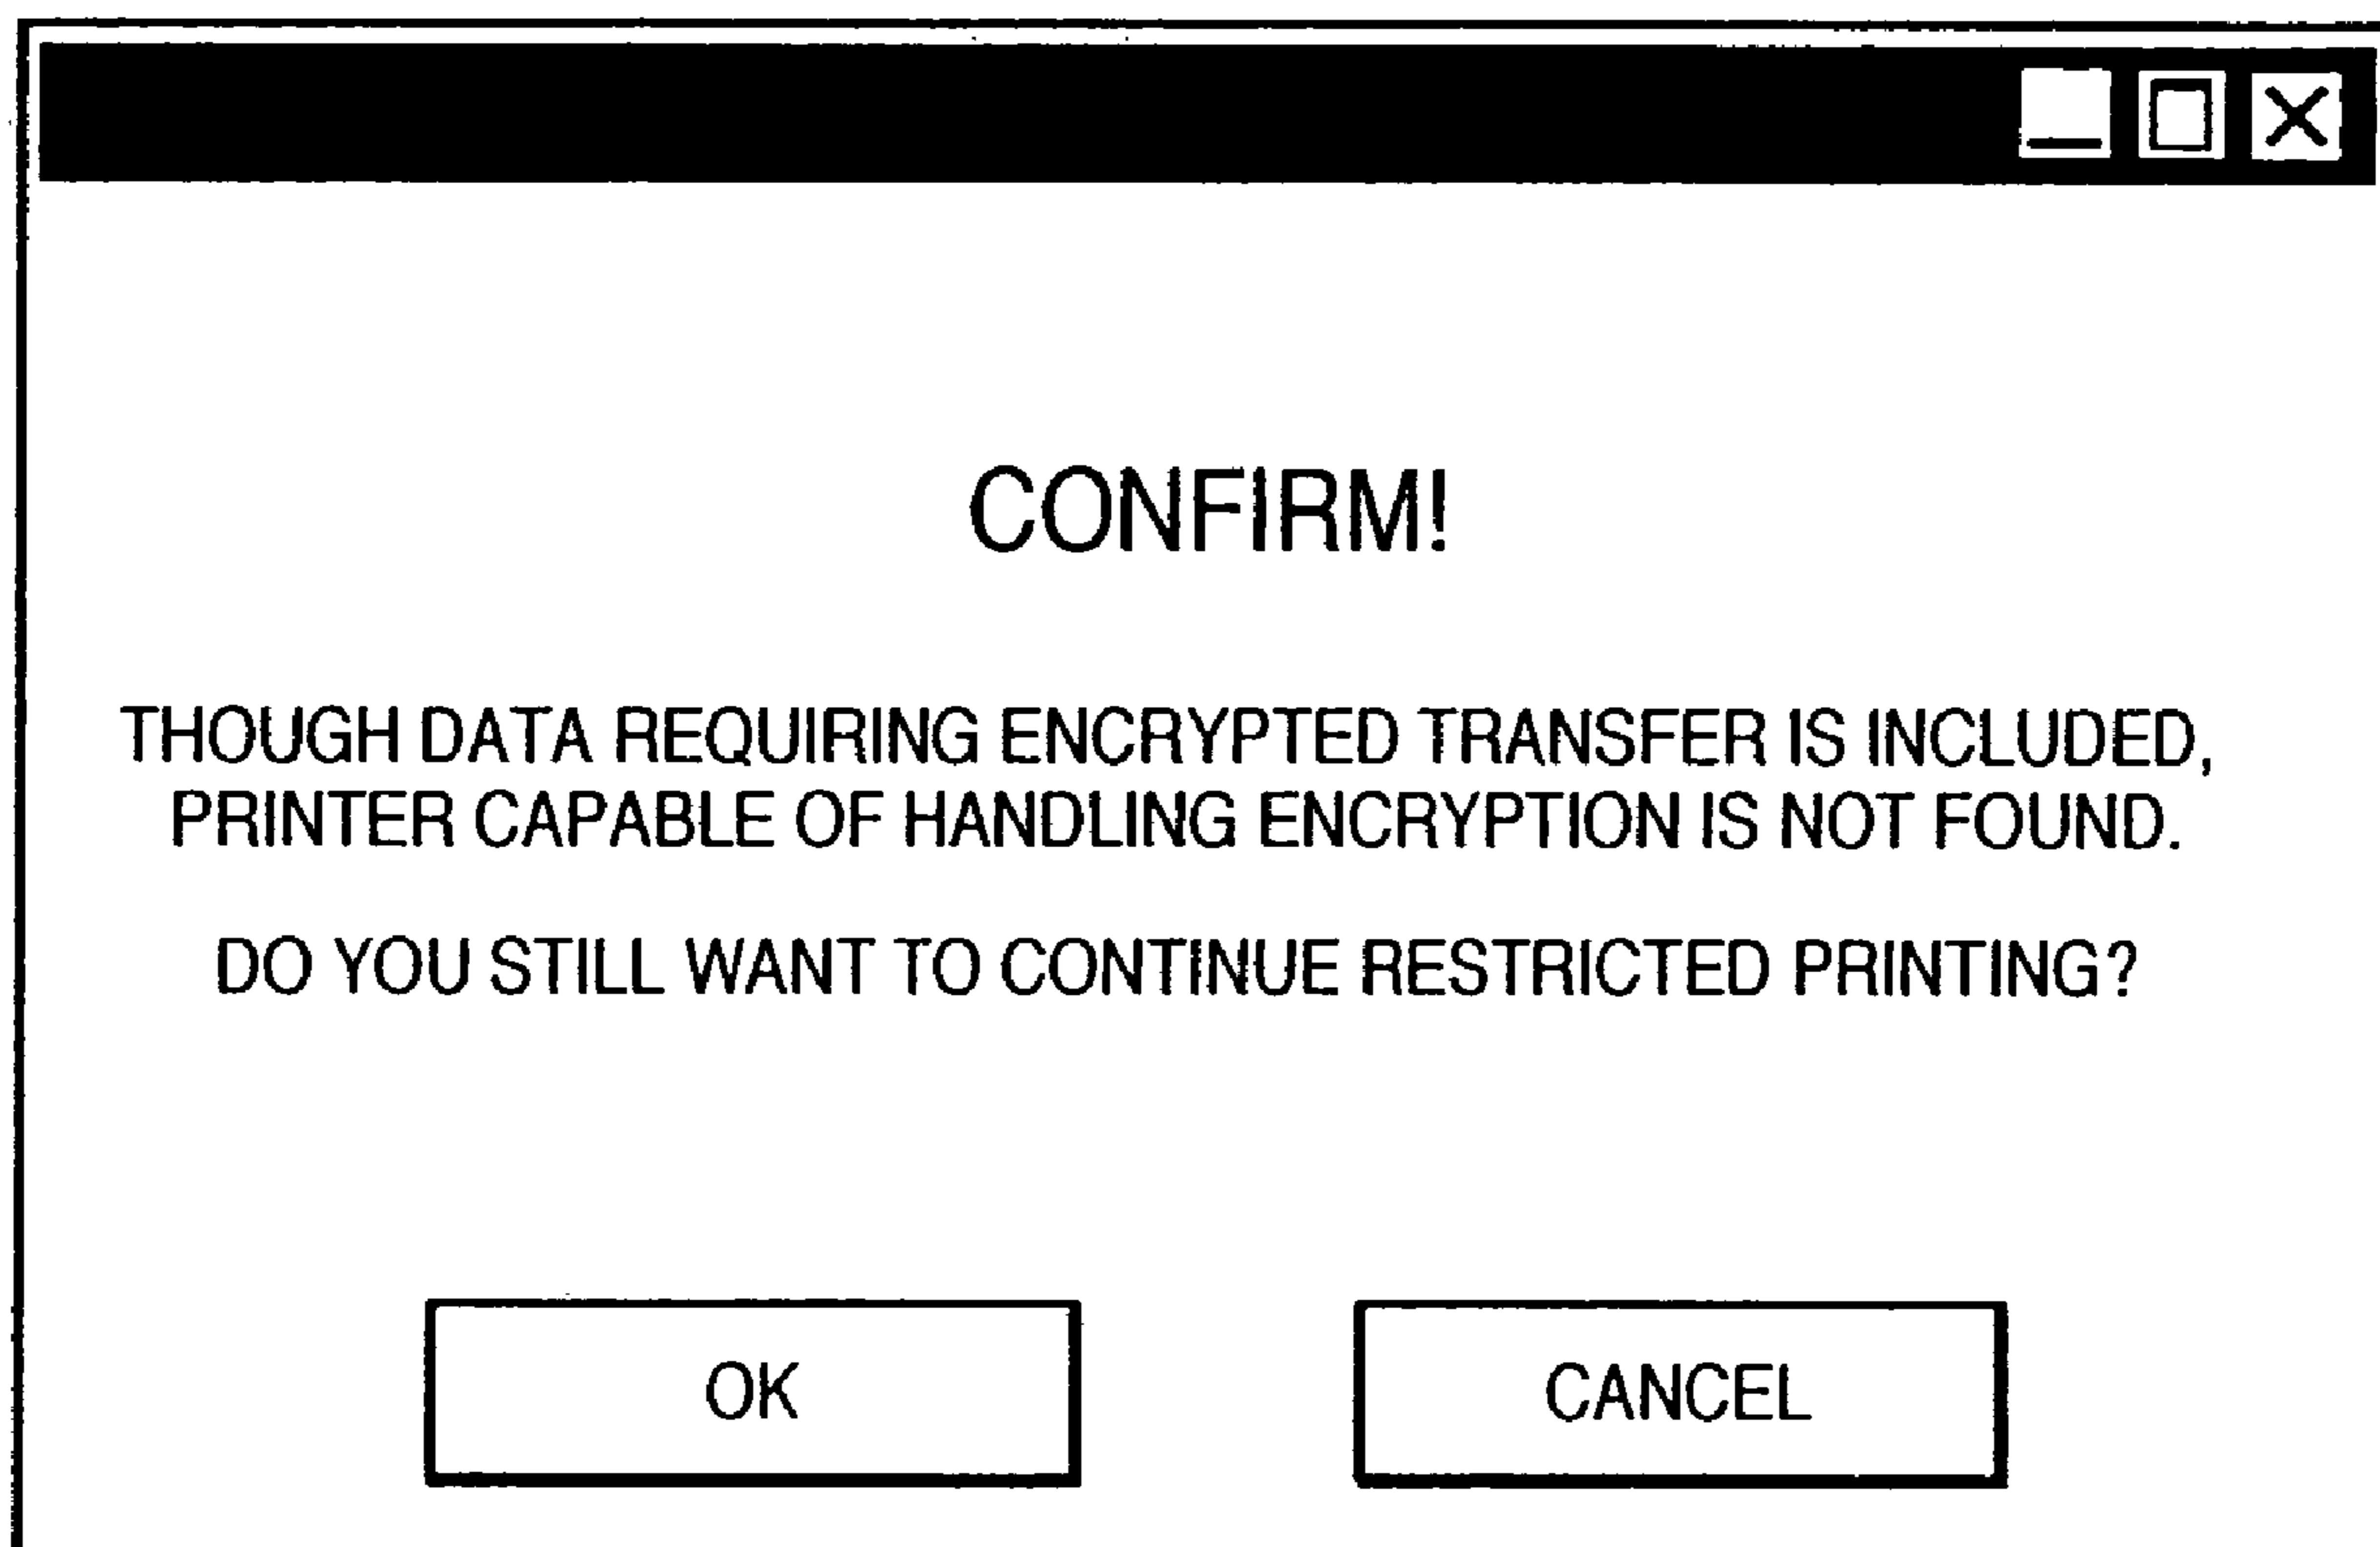 CONFIRM!
THOUGH DATA REQUIRING ENCRYPTED TRANSFER IS INCLUDED,
PRINTER CAPABLE OF HANDLING ENCRYPTION IS NOT FOUND.
DO YOU STILL WANT TO CONTINUE RESTRICTED PRINTING?
OK
CANCEL